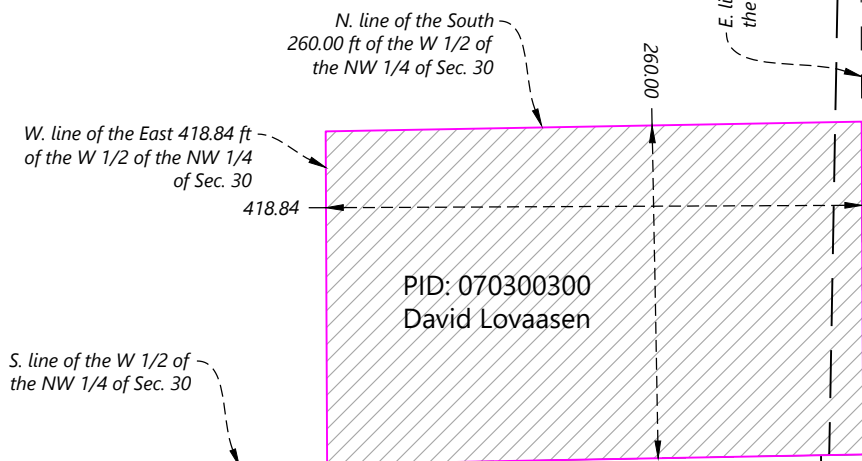 N. line of the South
260.00 ft of the W 1/2 of
the NW 1/4 of Sec. 30
260.00
E. li
the
W. line of the East 418.84 ft
of the W 1/2 of the NW 1/4
of Sec. 30
418.84
PID: 070300300
David Lovaasen
S. line of the W 1/2 of
the NW 1/4 of Sec. 30